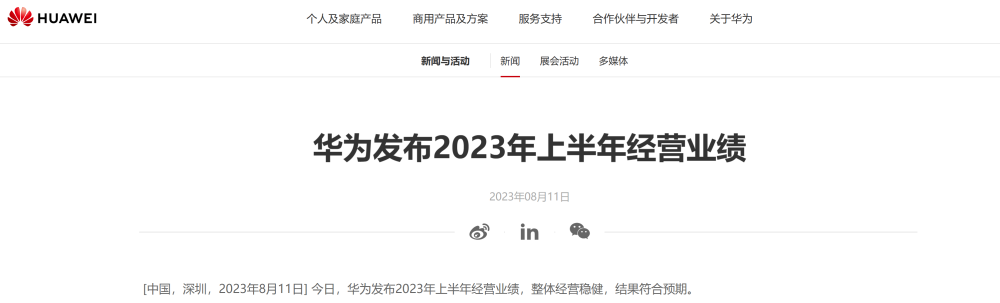 HUAWEI 个人及家庭产品 商用产品及方案 服务支持 合作伙伴与开发者 关于华为
新闻与活动 新闻 展会活动 多媒体
华为发布2023年上半年经营业绩
2023年08月11日
[中国，深圳，2023年8月11日] 今日，华为发布2023年上半年经营业绩，整体经营稳健，结果符合预期。